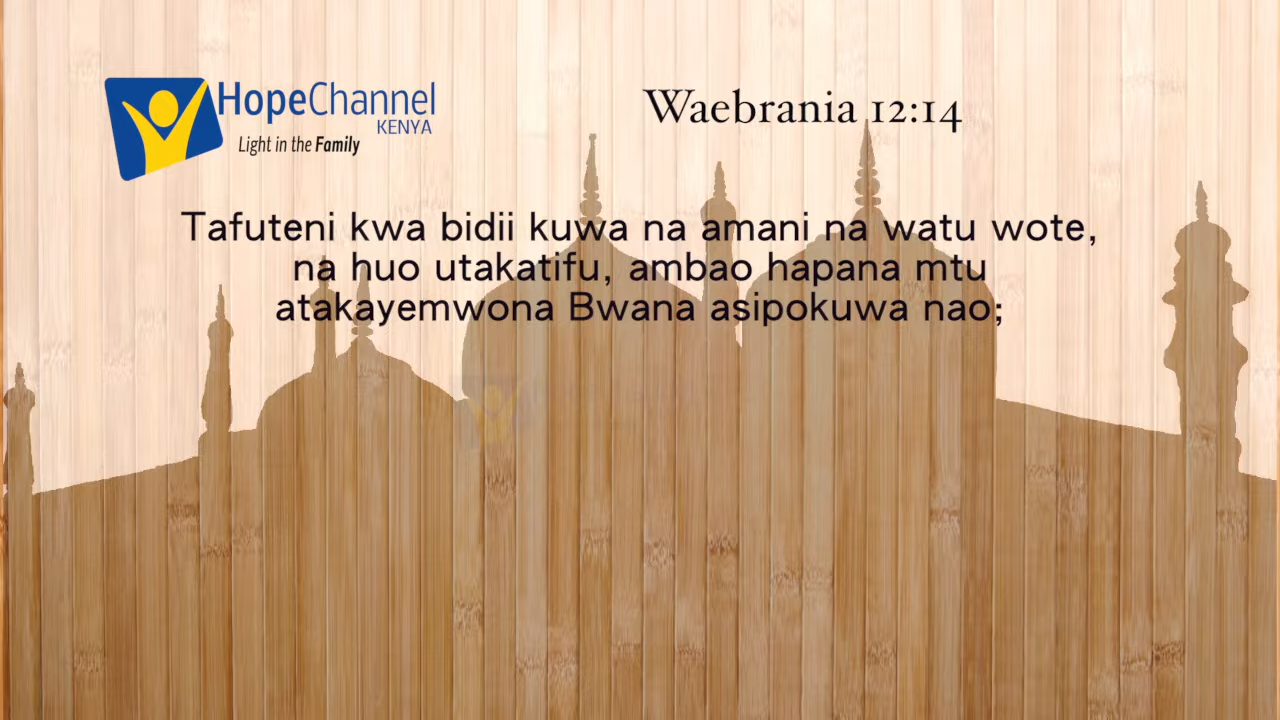 HopeChannel
KENYA
Light in the Family
Waebrania 12:14
Tafuteni kwa bidii kuwa na amani na watu wote,
na huo utakatifu, ambao hapana mtu
atakayemwona Bwana asipokuwa nao;